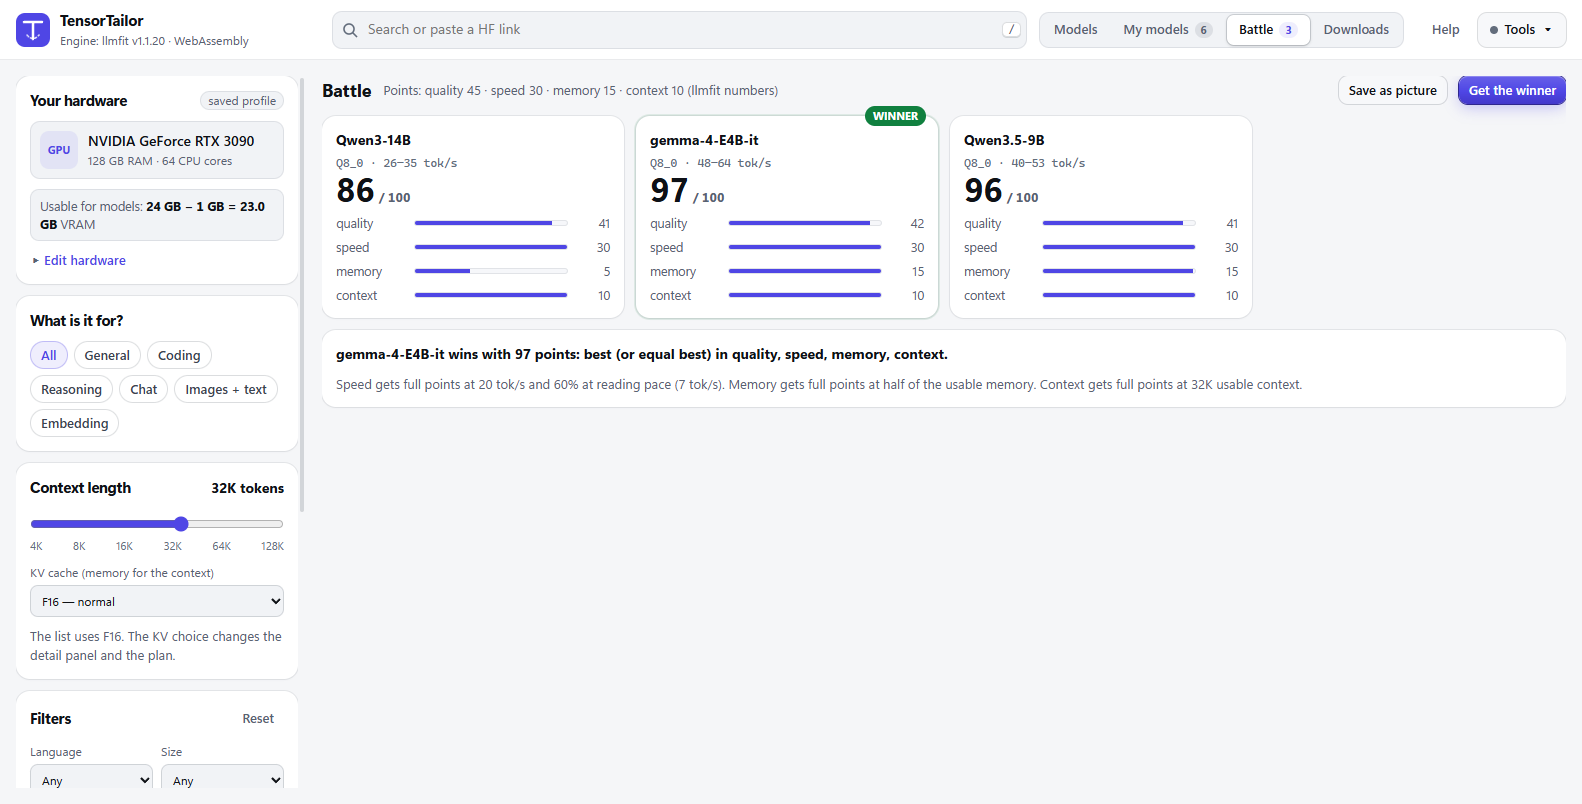 TensorTailor
Engine: llmfit v1.1.20 · WebAssembly
Search or paste a HF link
/
Models
My models 6
Battle 3
Downloads
Help
Tools
Your hardware
saved profile
GPU
NVIDIA GeForce RTX 3090
128 GB RAM · 64 CPU cores
Usable for models: 24 GB − 1 GB = 23.0
GB VRAM
Edit hardware
What is it for?
All
General
Coding
Reasoning
Chat
Images + text
Embedding
Context length
32K tokens
4K 8K 16K 32K 64K 128K
KV cache (memory for the context)
F16 — normal
The list uses F16. The KV choice changes the
detail panel and the plan.
Filters
Reset
Language Size
Any Any
Battle
Points: quality 45 · speed 30 · memory 15 · context 10 (llmfit numbers)
Save as picture
Get the winner
Qwen3-14B
Q8_0 · 26–35 tok/s
86 / 100
quality 41
speed 30
memory 5
context 10
WINNER
gemma-4-E4B-it
Q8_0 · 48–64 tok/s
97 / 100
quality 42
speed 30
memory 15
context 10
Qwen3.5-9B
Q8_0 · 40–53 tok/s
96 / 100
quality 41
speed 30
memory 15
context 10
gemma-4-E4B-it wins with 97 points: best (or equal best) in quality, speed, memory, context.
Speed gets full points at 20 tok/s and 60% at reading pace (7 tok/s). Memory gets full points at half of the usable memory. Context gets full points at 32K usable context.